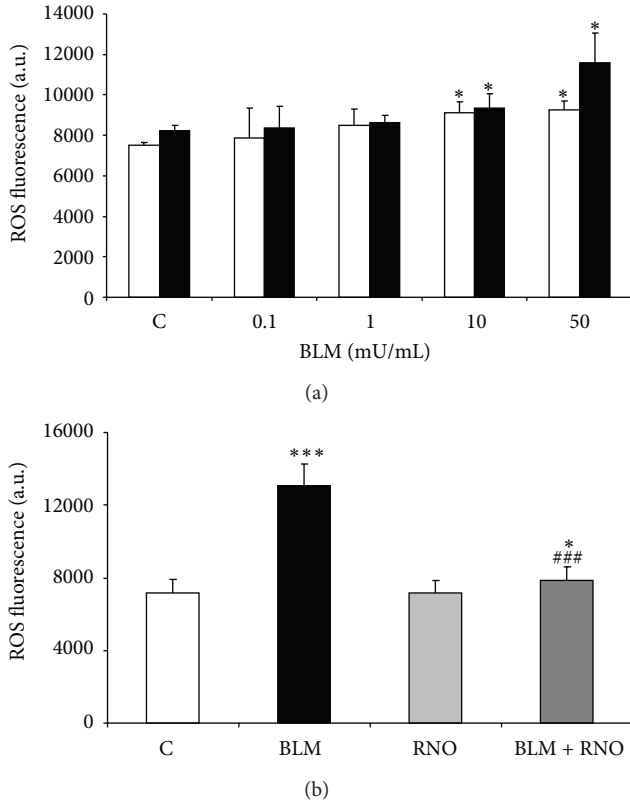 14000
12000
10000
8000
6000
4000
2000
0
ROS fluorescence (a.u.)
* * * *
C 0.1 1 10 50
BLM (mU/mL)
(a)
16000
12000
8000
4000
0
ROS fluorescence (a.u.)
***
*
###
C BLM RNO BLM + RNO
(b)